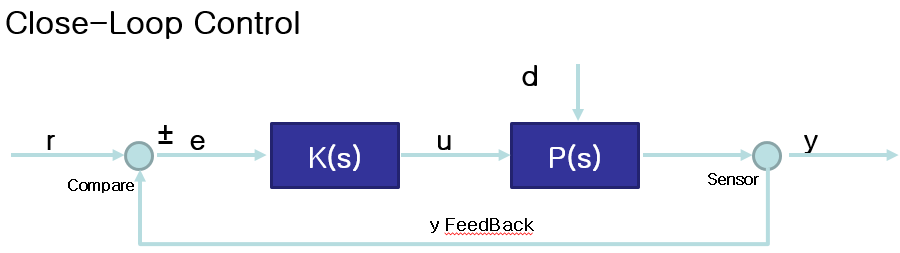 Close-Loop Control
d
r
± e
K(s)
u
P(s)
y
Compare
Sensor
y FeedBack